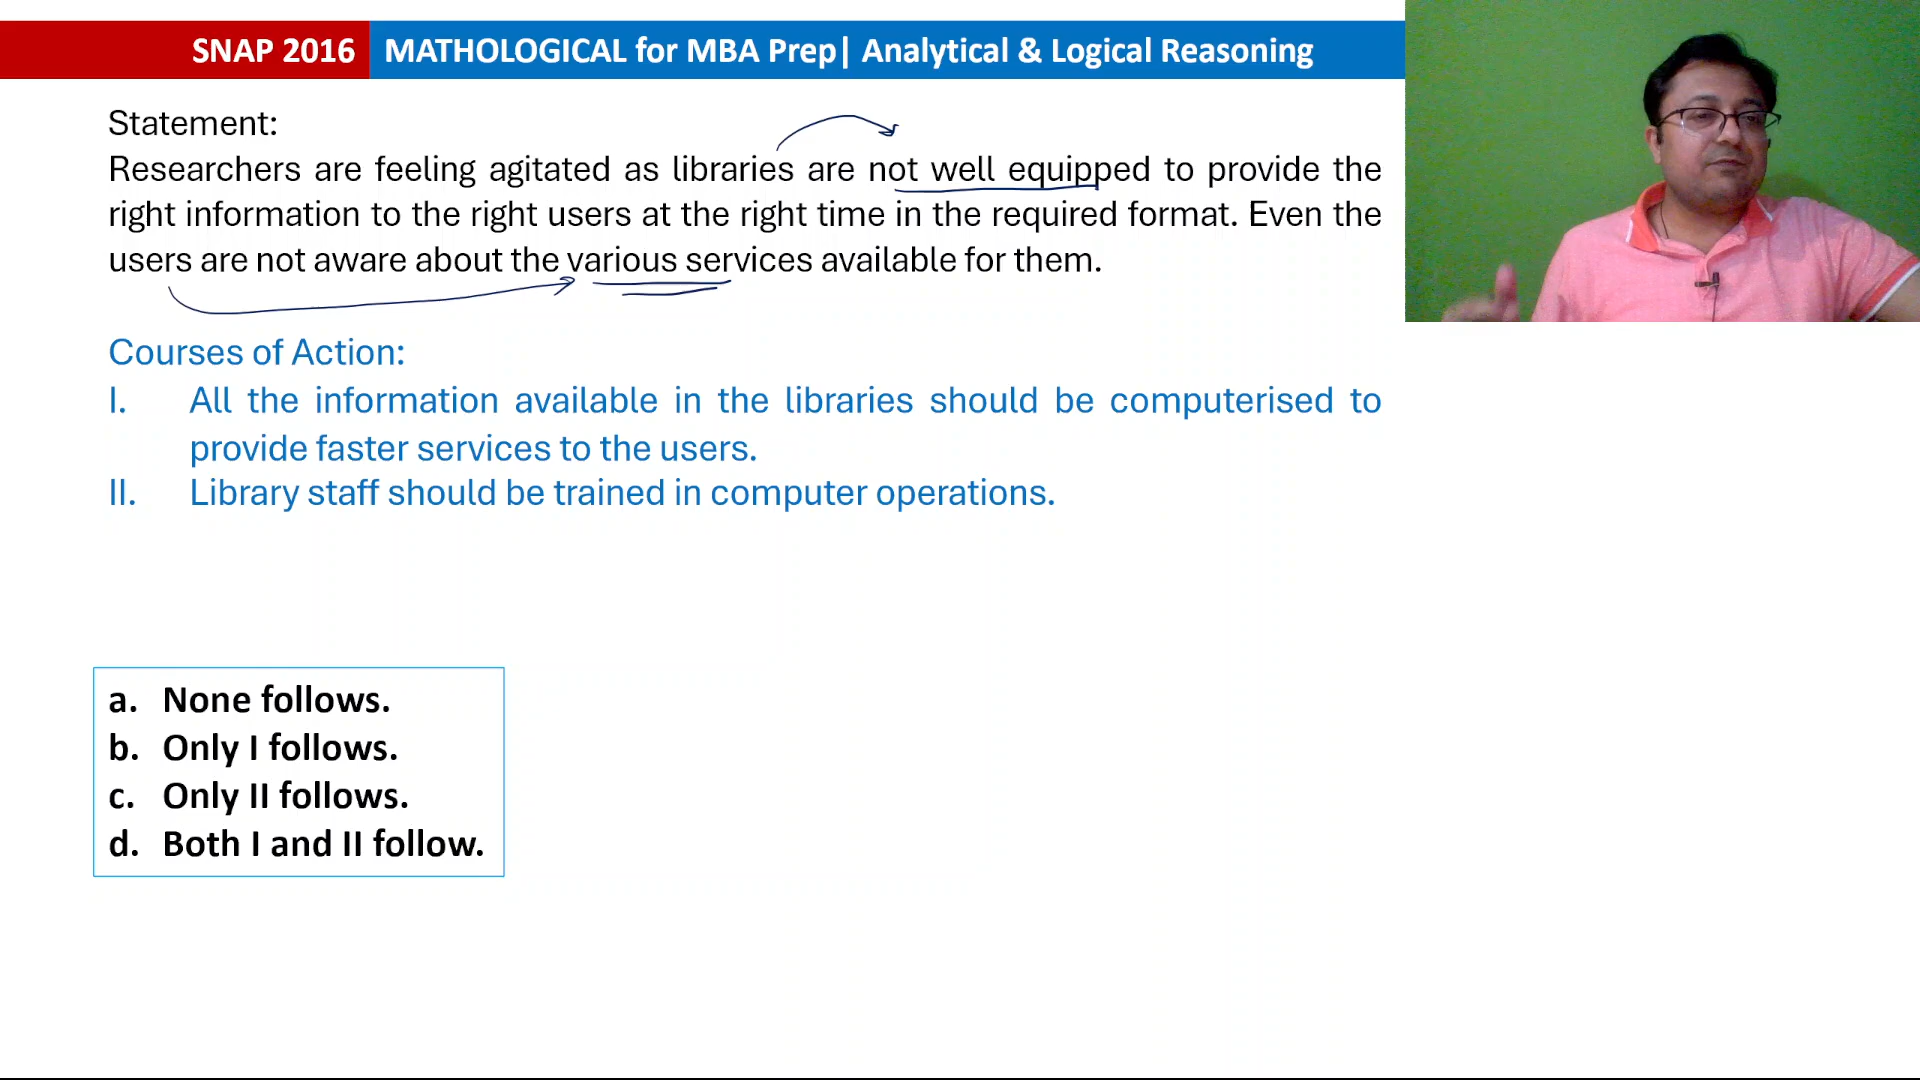 SNAP 2016 MATHOLOGICAL for MBA Prep| Analytical & Logical Reasoning
Statement:
Researchers are feeling agitated as libraries are not well equipped to provide the
right information to the right users at the right time in the required format. Even the
users are not aware about the various services available for them.
Courses of Action:
I. All the information available in the libraries should be computerised to
provide faster services to the users.
II. Library staff should be trained in computer operations.
a. None follows.
b. Only I follows.
c. Only II follows.
d. Both I and II follow.